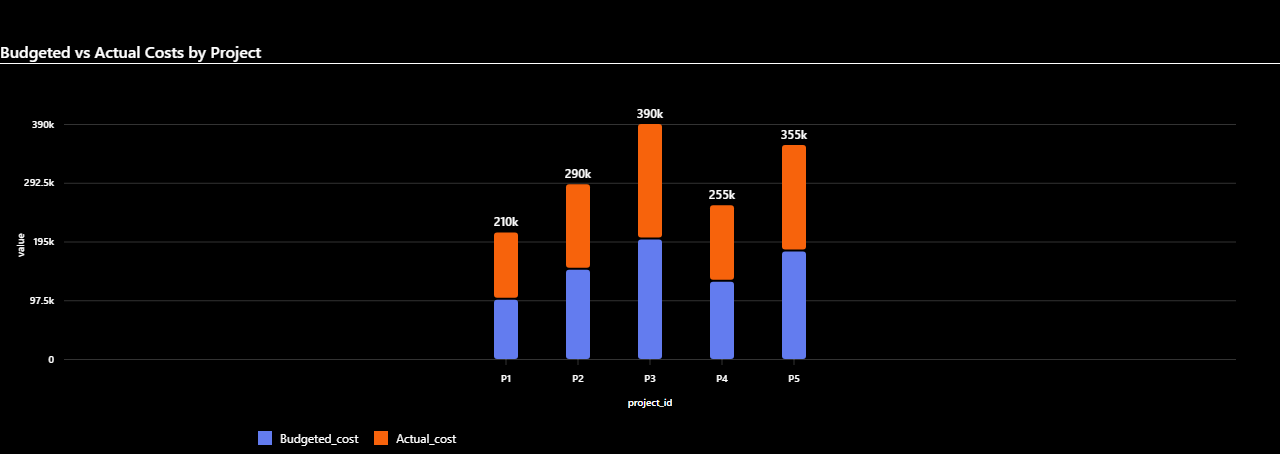 Budgeted vs Actual Costs by Project
390k
292.5k
195k
97.5k
0
value
210k
290k
390k
255k
355k
P1 P2 P3 P4 P5
project_id
Budgeted_cost Actual_cost